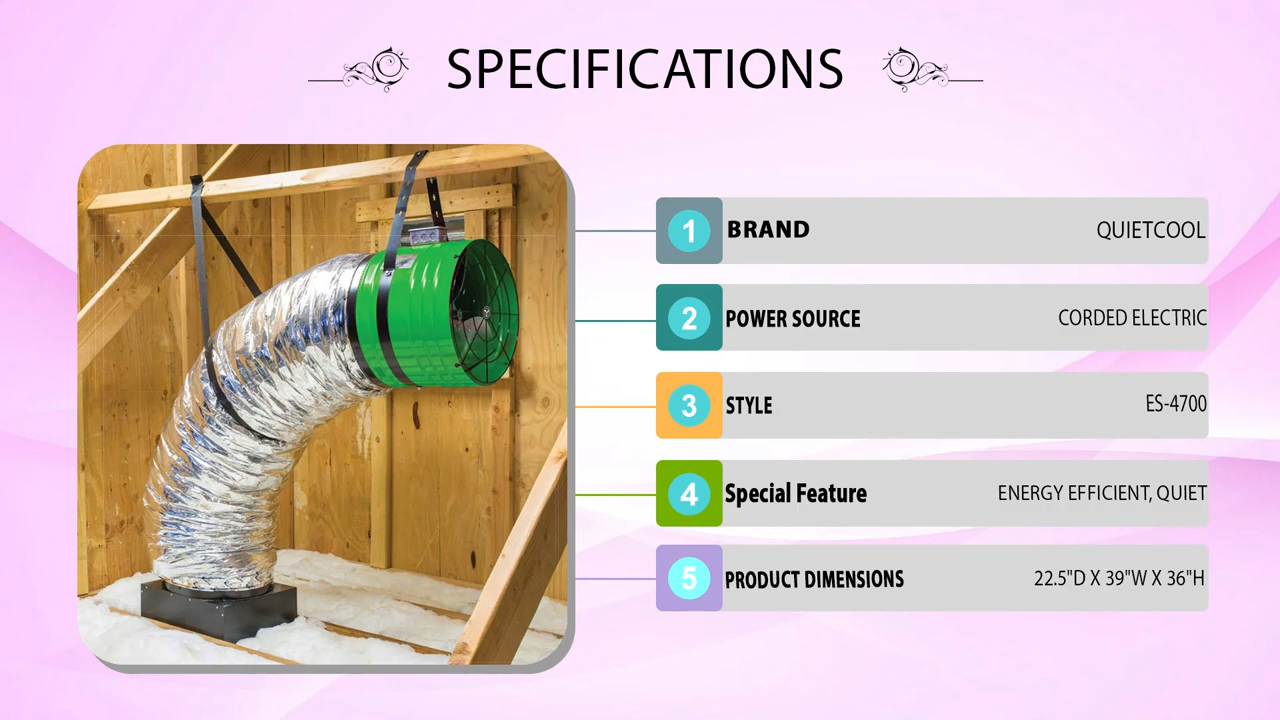 SPECIFICATIONS
1 BRAND QUIETCOOL
2 POWER SOURCE CORDED ELECTRIC
3 STYLE ES-4700
4 Special Feature ENERGY EFFICIENT, QUIET
5 PRODUCT DIMENSIONS 22.5"D X 39"W X 36"H